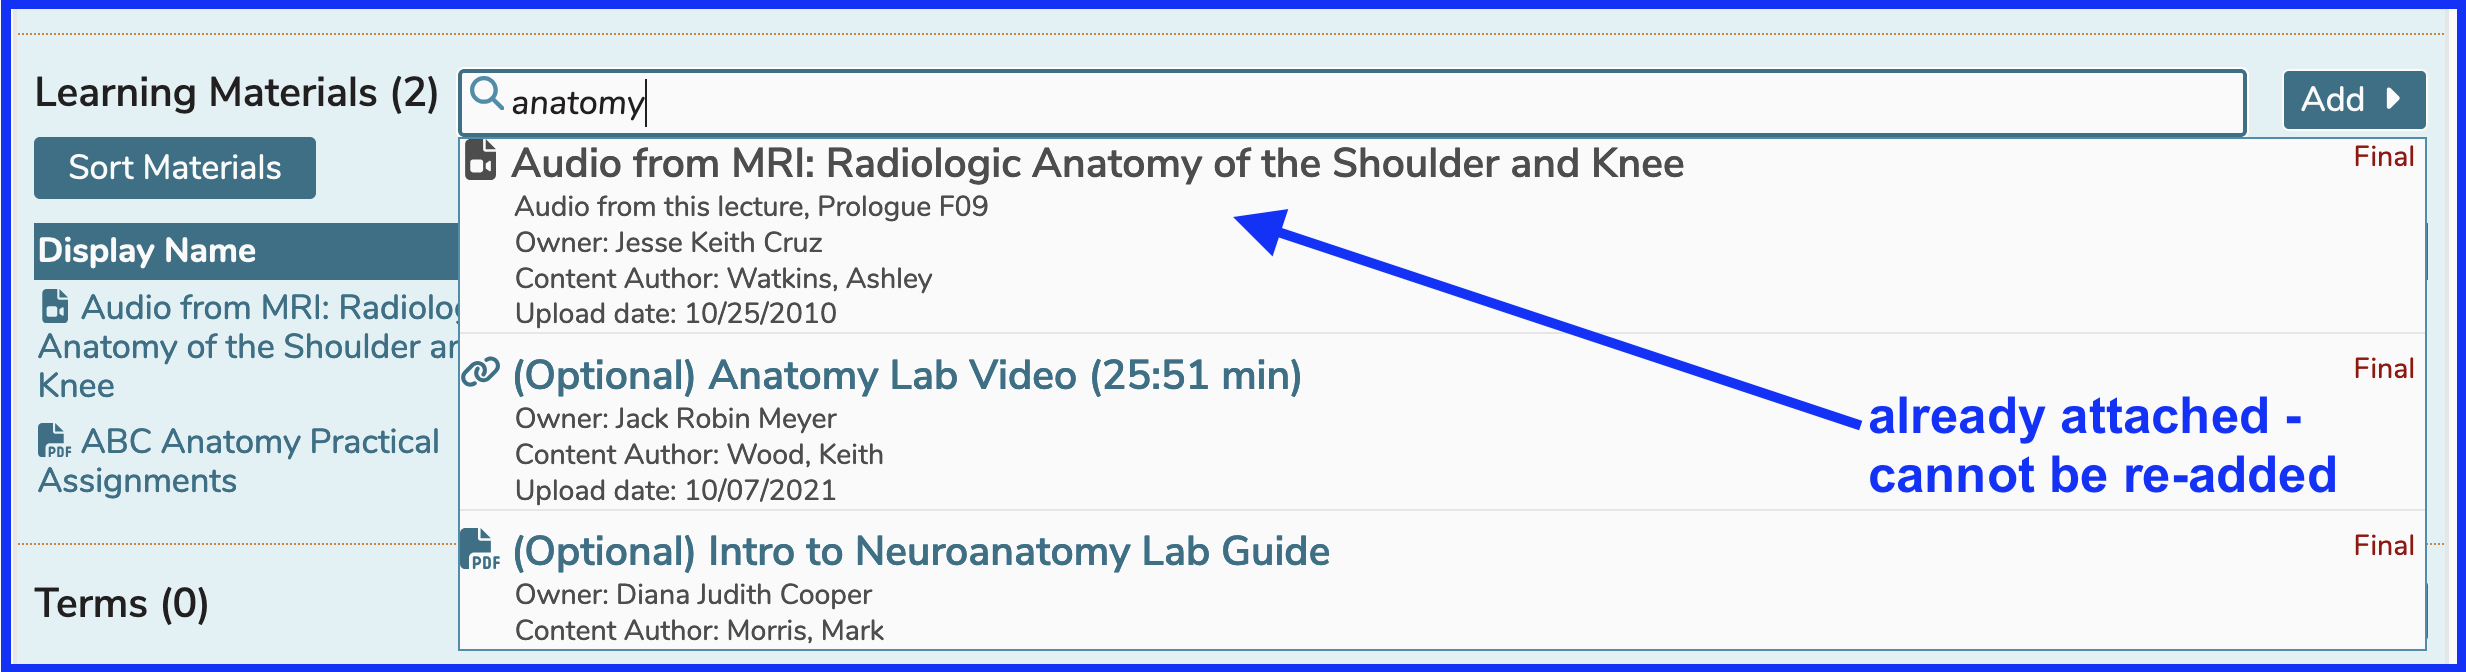 Learning Materials (2)
anatomy
Add
Sort Materials
Display Name
Audio from MRI: Radiolog
Anatomy of the Shoulder ar
Knee
PDF ABC Anatomy Practical
Assignments
Terms (0)
Audio from MRI: Radiologic Anatomy of the Shoulder and Knee
Final
Audio from this lecture, Prologue F09
Owner: Jesse Keith Cruz
Content Author: Watkins, Ashley
Upload date: 10/25/2010
(Optional) Anatomy Lab Video (25:51 min)
Final
Owner: Jack Robin Meyer
Content Author: Wood, Keith
Upload date: 10/07/2021
already attached -
cannot be re-added
PDF (Optional) Intro to Neuroanatomy Lab Guide
Final
Owner: Diana Judith Cooper
Content Author: Morris, Mark